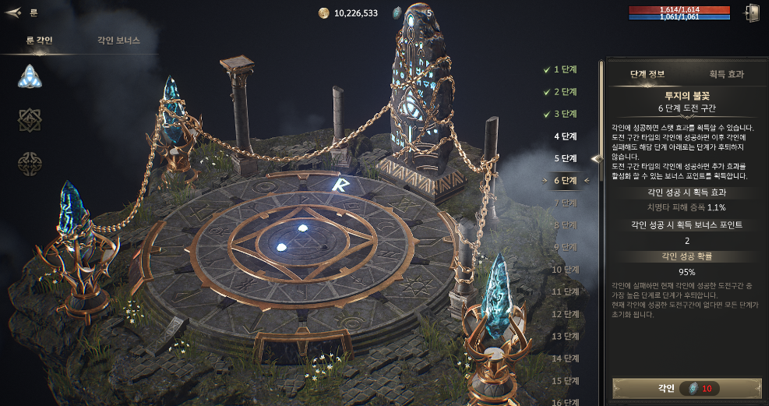 룬
10,226,533
1,614/1,614
1,061/1,061
룬 각인
각인 보너스
1 단계
2 단계
3 단계
4 단계
5 단계
6 단계
7 단계
8 단계
9 단계
10 단계
11 단계
12 단계
13 단계
14 단계
15 단계
16 단계
단계 정보
획득 효과
투지의 불꽃
6 단계 도전 구간
각인에 성공하면 스탯 효과를 획득할 수 있습니다.
도전 구간 타입의 각인에 성공하면 이후 각인에
실패해도 해당 단계 아래로는 단계가 후퇴하지
않습니다.
도전 구간 타입의 각인에 성공하면 추가 효과를
활성화 할 수 있는 보너스 포인트를 획득합니다.
각인 성공 시 획득 효과
치명타 피해 증폭 1.1%
각인 성공 시 획득 보너스 포인트
2
각인 성공 확률
95%
각인에 실패하면 현재 각인에 성공한 도전구간 중
가장 높은 단계로 단계가 후퇴합니다.
현재 각인에 성공한 도전구간이 없다면 모든 단계가
초기화 됩니다.
각인
10